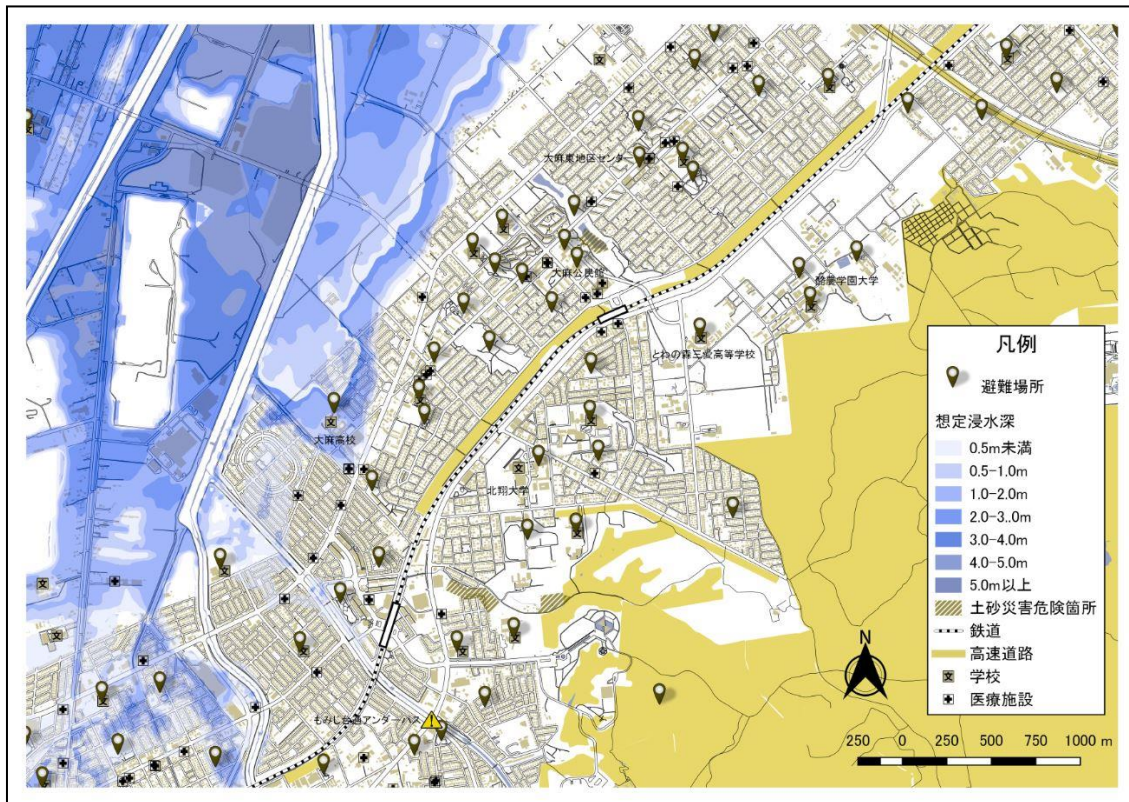 大麻東地区センター
大麻公民館
酪農学園大学
とわの森三愛高等学校
大麻高校
北翔大学
もみじ台通アンダーパス
文
N
凡例
避難場所
想定浸水深
0.5m未満
0.5-1.0m
1.0-2.0m
2.0-3..0m
3.0-4.0m
4.0-5.0m
5.0m以上
土砂災害危険箇所
鉄道
高速道路
文 学校
医療施設
250 0 250 500 750 1000 m